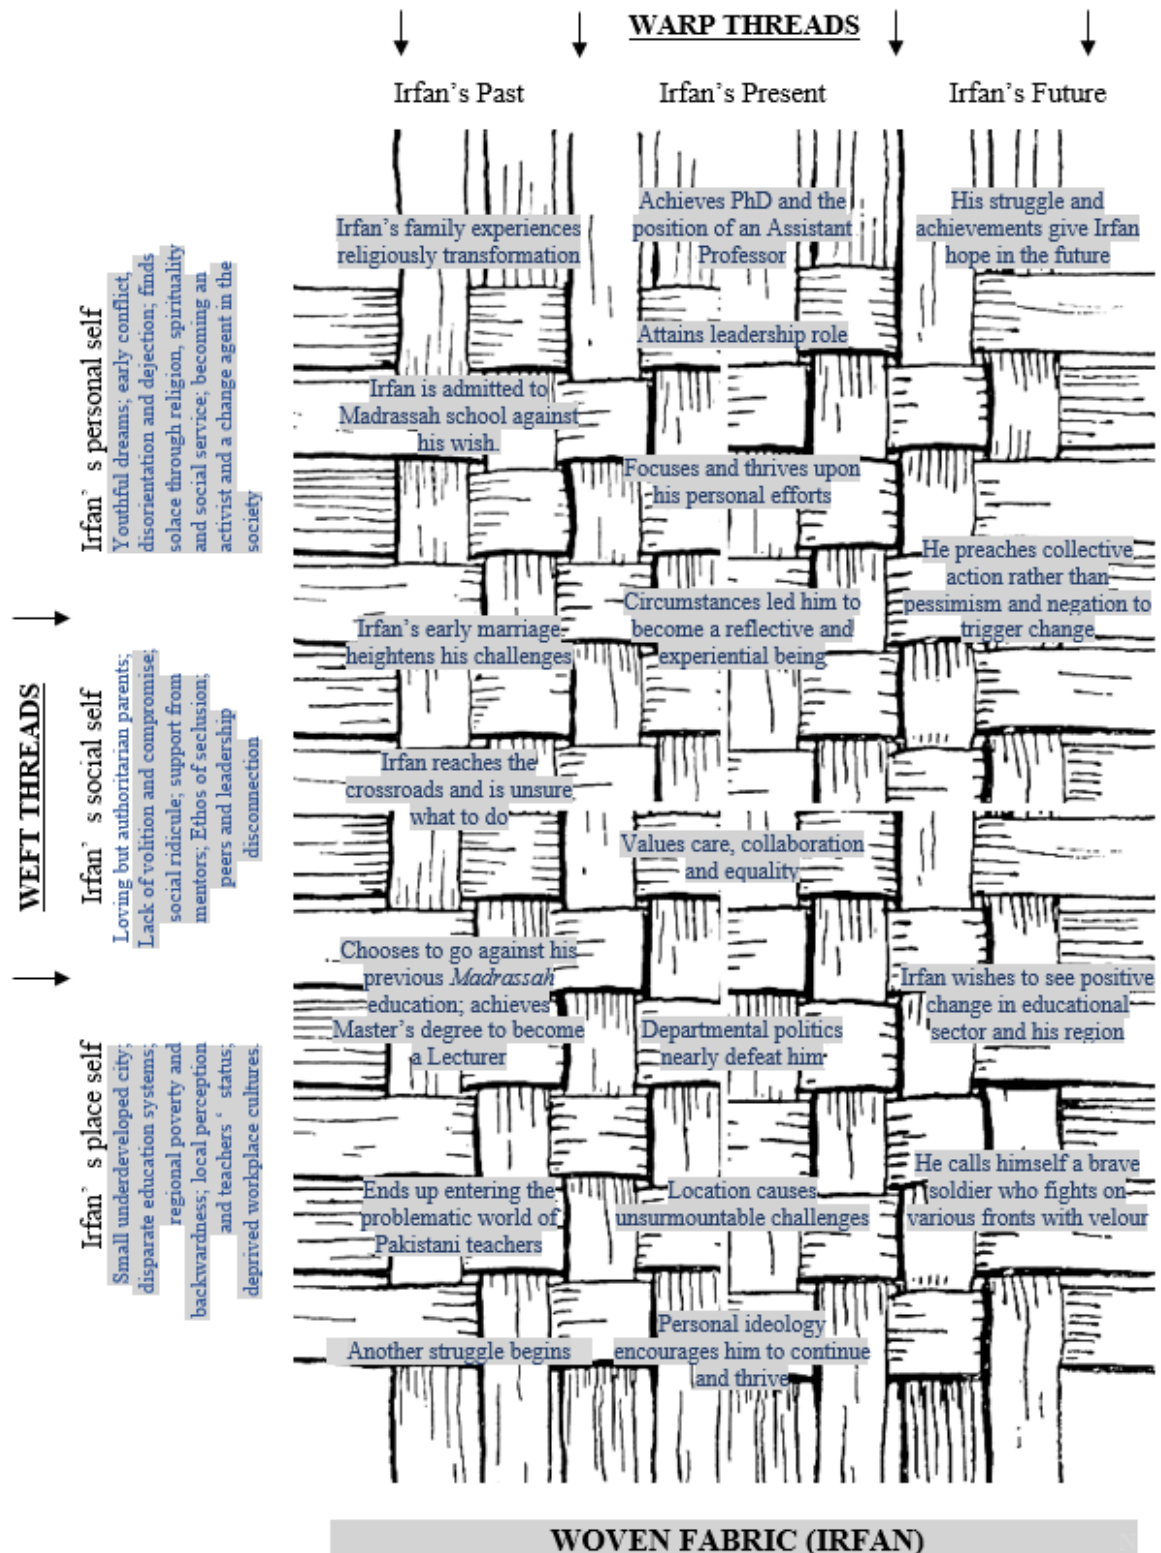 WARP THREADS
Irfan’s Past
Irfan’s Present
Irfan’s Future
WEFT THREADS
Irfan’ s personal self
Youthful dreams; early conflict,
disorientation and dejection; finds
solace through religion, spirituality
and social service; becoming an
activist and a change agent in the
society
Irfan’ s social self
Loving but authoritarian parents;
Lack of volition and compromise;
social ridicule; support from
mentors; Ethos of seclusion;
peers and leadership
disconnection
Irfan’ s place self
Small underdeveloped city;
disparate education systems;
regional poverty and
backwardness; local perception
and teachers ‘ status;
deprived workplace cultures.
Irfan’s family experiences
religiously transformation
Irfan is admitted to
Madrassah school against
his wish.
Irfan’s early marriage
heightens his challenges
Irfan reaches the
crossroads and is unsure
what to do
Chooses to go against his
previous Madrassah
education; achieves
Master’s degree to become
a Lecturer
Ends up entering the
problematic world of
Pakistani teachers
Another struggle begins
Achieves PhD and the
position of an Assistant
Professor
Attains leadership role
Focuses and thrives upon
his personal efforts
Circumstances led him to
become a reflective and
experiential being
Values care, collaboration
and equality
Departmental politics
nearly defeat him
Location causes
unsurmountable challenges
Personal ideology
encourages him to continue
and thrive
His struggle and
achievements give Irfan
hope in the future
He preaches collective
action rather than
pessimism and negation to
trigger change
Irfan wishes to see positive
change in educational
sector and his region
He calls himself a brave
soldier who fights on
various fronts with velour
WOVEN FABRIC (IRFAN)